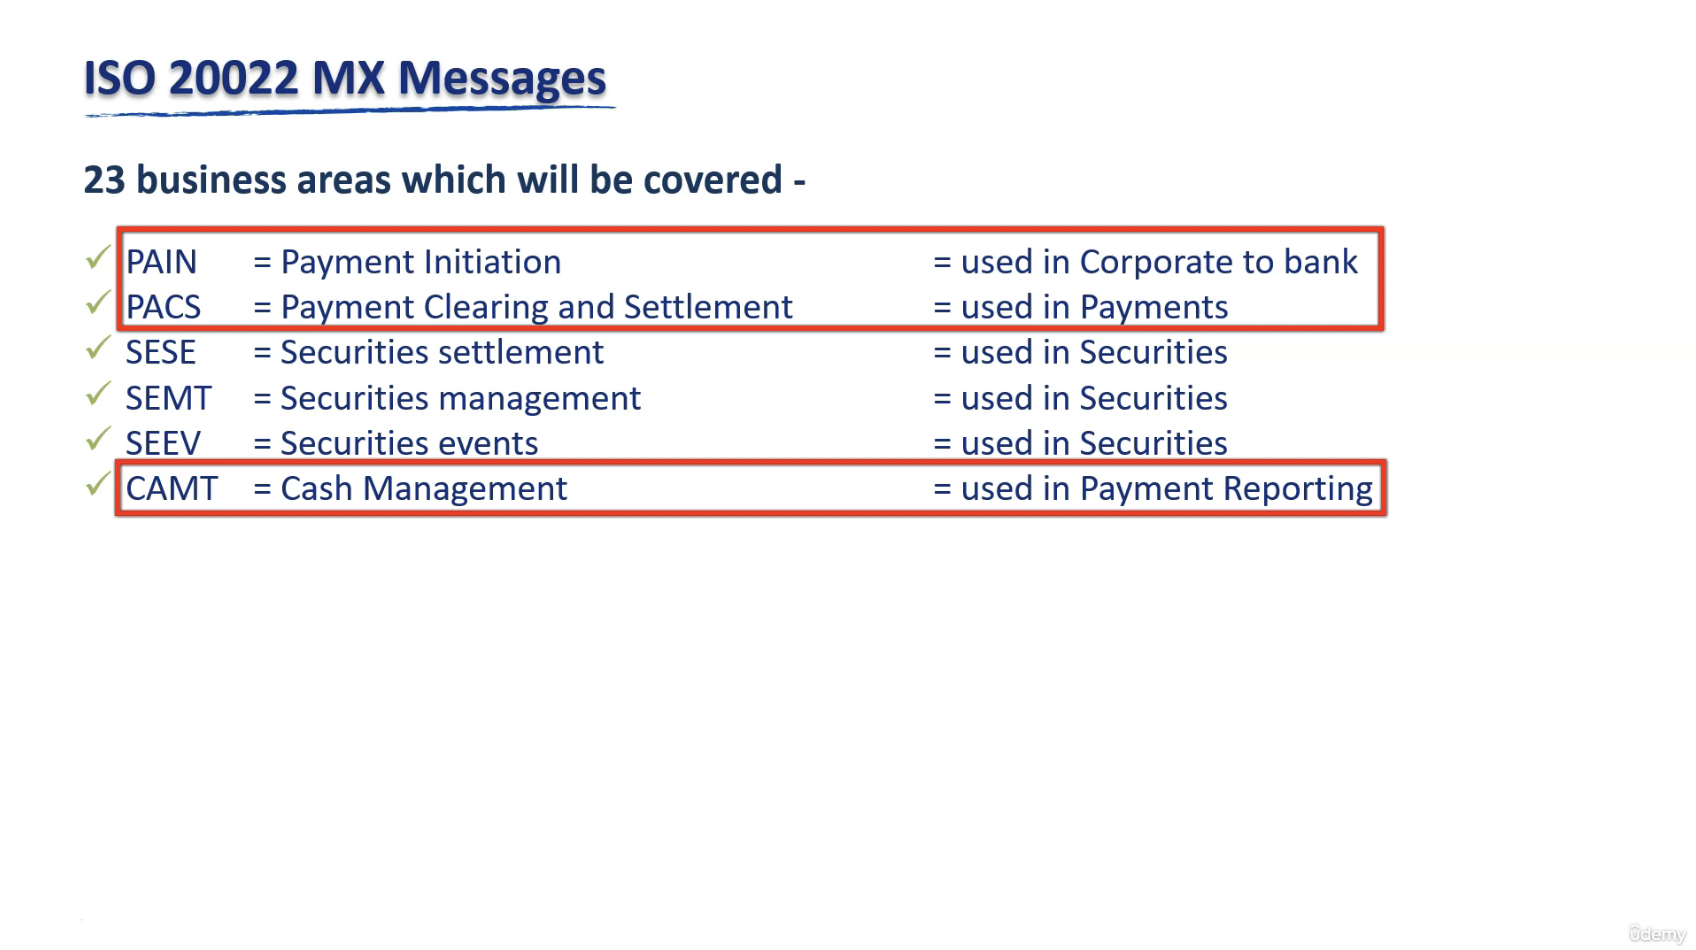 ISO 20022 MX Messages
23 business areas which will be covered -
✓ PAIN = Payment Initiation = used in Corporate to bank
✓ PACS = Payment Clearing and Settlement = used in Payments
✓ SESE = Securities settlement = used in Securities
✓ SEMT = Securities management = used in Securities
✓ SEEV = Securities events = used in Securities
✓ CAMT = Cash Management = used in Payment Reporting
ûdemy